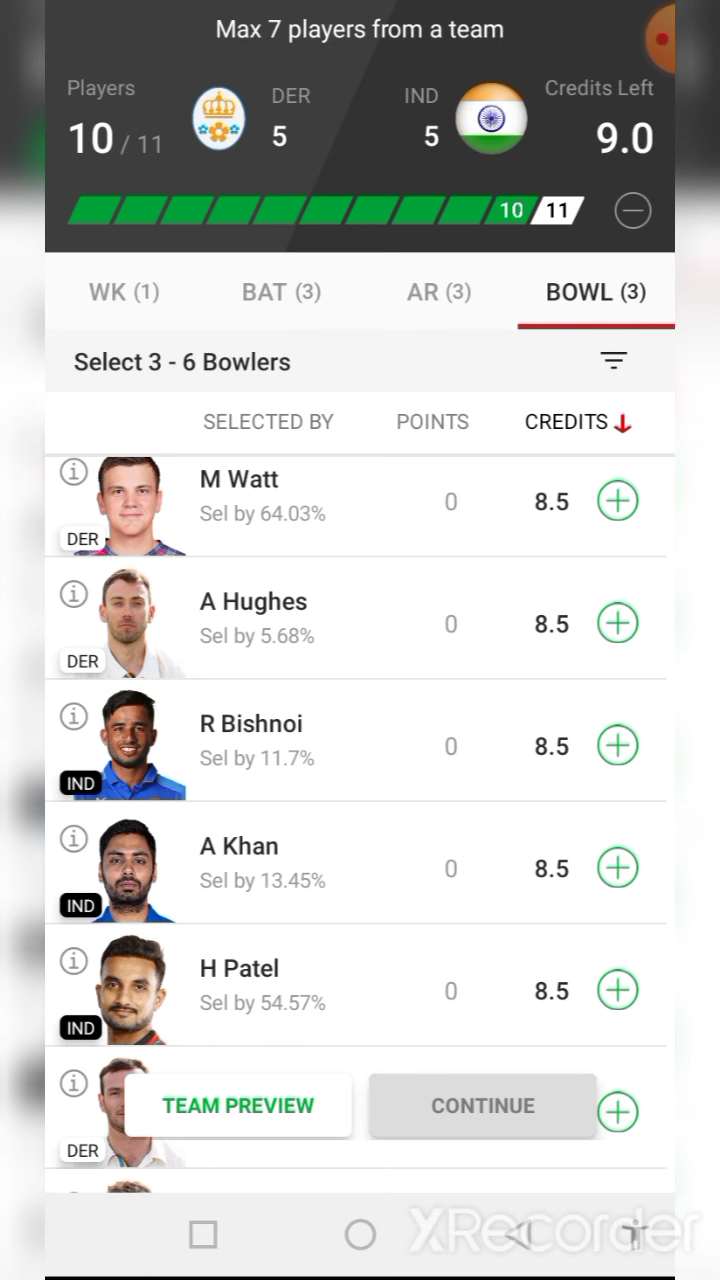 Max 7 players from a team
Players
DER
IND
Credits Left
10 / 11
5
5
9.0
10
11
WK (1)
BAT (3)
AR (3)
BOWL (3)
Select 3 - 6 Bowlers
SELECTED BY
POINTS
CREDITS
M Watt
Sel by 64.03%
0
8.5
DER
A Hughes
Sel by 5.68%
0
8.5
DER
R Bishnoi
Sel by 11.7%
0
8.5
IND
A Khan
Sel by 13.45%
0
8.5
IND
H Patel
Sel by 54.57%
0
8.5
IND
TEAM PREVIEW
CONTINUE
DER
XRecorder